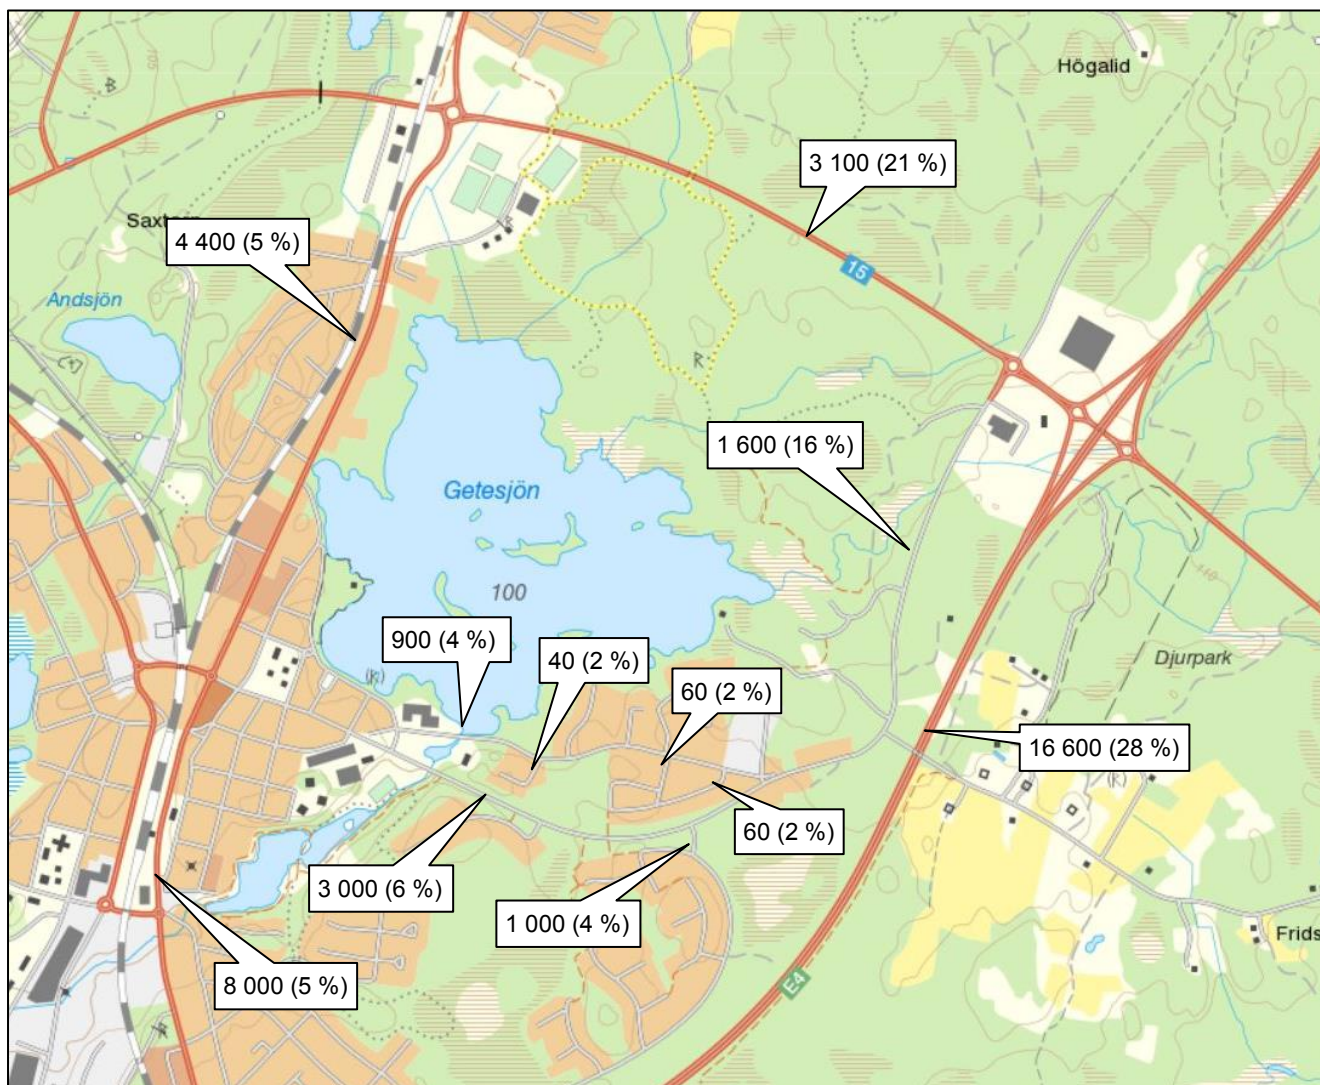 Högalid
3 100 (21 %)
4 400 (5 %)
15
Andsjön
1 600 (16 %)
Getesjön
100
110
900 (4 %)
40 (2 %)
Djurpark
60 (2 %)
(K)
16 600 (28 %)
(K)
60 (2 %)
3 000 (6 %)
1 000 (4 %)
Frids
8 000 (5 %)
E4